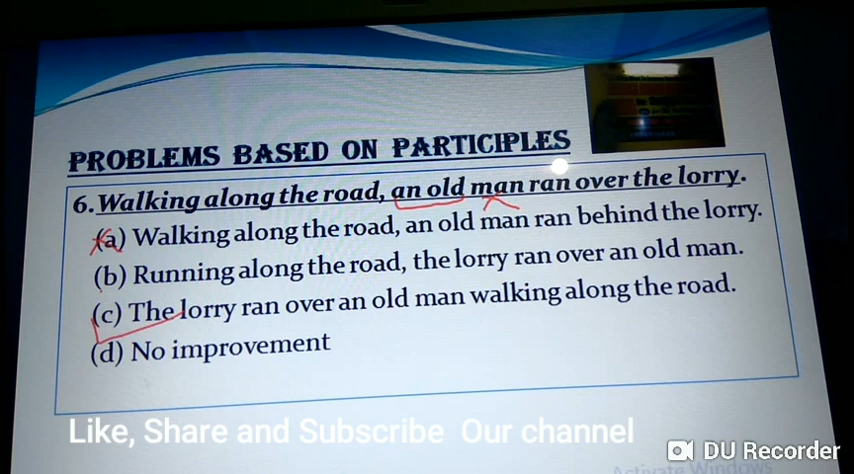 PROBLEMS BASED ON PARTICIPLES
6. Walking along the road, an old man ran over the lorry.
(a) Walking along the road, an old man ran behind the lorry.
(b) Running along the road, the lorry ran over an old man.
(c) The lorry ran over an old man walking along the road.
(d) No improvement
Like, Share and Subscribe Our channel
DU Recorder
Activate Windows